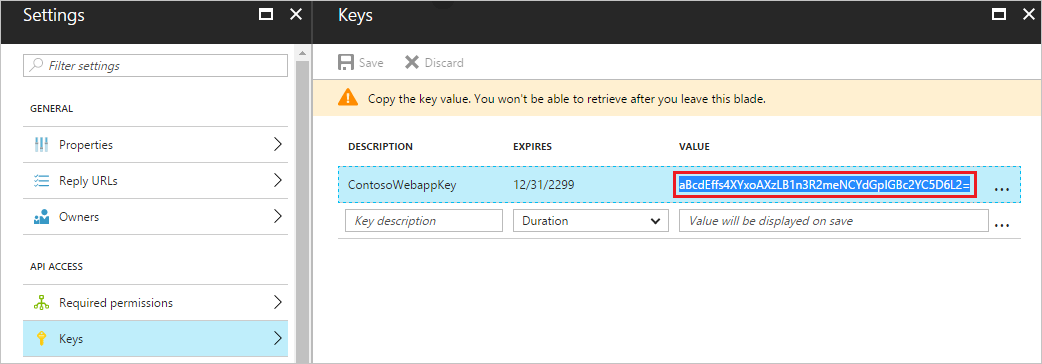 Settings
Filter settings
GENERAL
Properties
Reply URLs
Owners
API ACCESS
Required permissions
Keys
Keys
Save Discard
Copy the key value. You won't be able to retrieve after you leave this blade.
DESCRIPTION EXPIRES VALUE
ContosoWebappKey 12/31/2299 aBcdEffs4XYxoAXzLB1n3R2meNCYdGpIGBc2YC5D6L2=
Key description Duration Value will be displayed on save